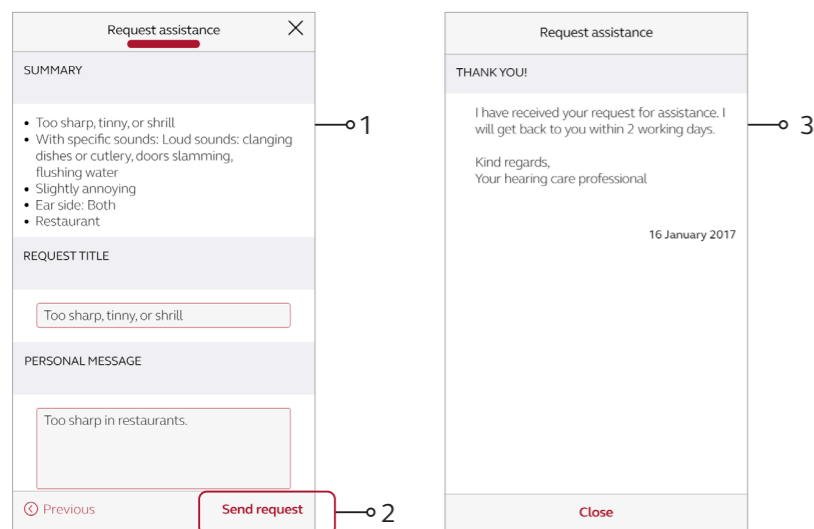 Request assistance
SUMMARY
• Too sharp, tinny, or shrill
• With specific sounds: Loud sounds: clanging
dishes or cutlery, doors slamming,
flushing water
• Slightly annoying
• Ear side: Both
• Restaurant
1
REQUEST TITLE
Too sharp, tinny, or shrill
PERSONAL MESSAGE
Too sharp in restaurants.
Previous
Send request
2
Request assistance
THANK YOU!
I have received your request for assistance. I
will get back to you within 2 working days.
Kind regards,
Your hearing care professional
16 January 2017
3
Close